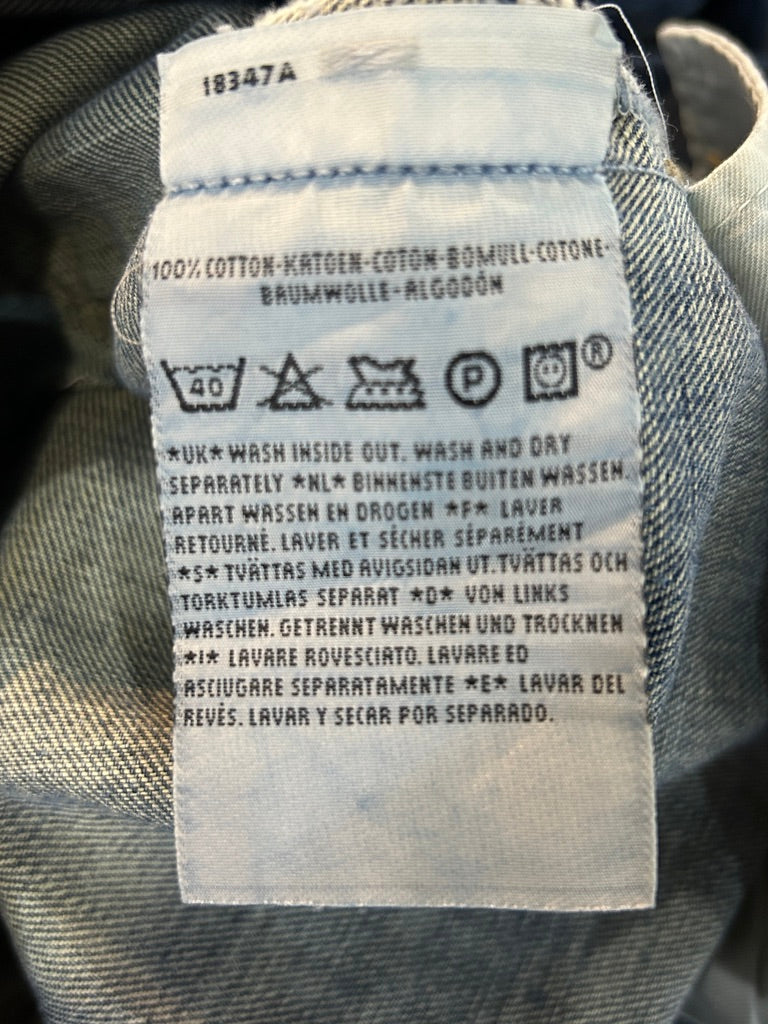 18347A
100% COTTON-KATOEN-COTON-BOMULL-COTONE-
BAUMWOLLE-ALGODÓN
40 P ®
*UK* WASH INSIDE OUT. WASH AND DRY
SEPARATELY *NL* BINNENSTE BUITEN WASSEN.
APART WASSEN EN DROGEN *F* LAVER
RETOURNÉ. LAVER ET SÉCHER SÉPARÉMENT
*S* TVÄTTAS MED AVIGSIDAN UT. TVÄTTAS OCH
TORKTUMLAS SEPARAT *D* VON LINKS
WASCHEN. GETRENNT WASCHEN UND TROCKNEN
*I* LAVARE ROVESCIATO. LAVARE ED
ASCIUGARE SEPARATAMENTE *E* LAVAR DEL
REVÉS. LAVAR Y SECAR POR SEPARADO.